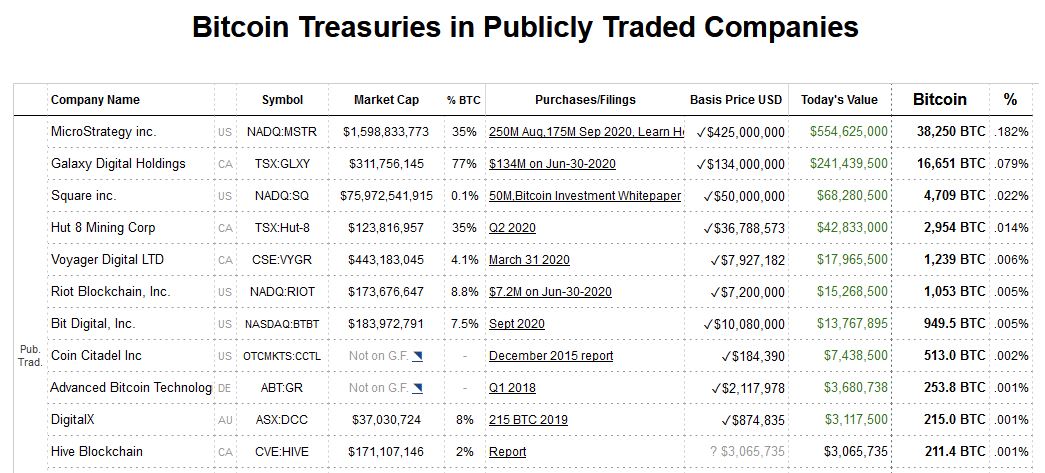 Bitcoin Treasuries in Publicly Traded Companies
Company Name Symbol Market Cap % BTC Purchases/Filings Basis Price USD Today's Value Bitcoin %
MicroStrategy inc. US NADQ:MSTR $1,598,833,773 35% 250M Aug,175M Sep 2020, Learn H ✓$425,000,000 $554,625,000 38,250 BTC .182%
Galaxy Digital Holdings CA TSX:GLXY $311,756,145 77% $134M on Jun-30-2020 ✓$134,000,000 $241,439,500 16,651 BTC .079%
Square inc. US NADQ:SQ $75,972,541,915 0.1% 50M,Bitcoin Investment Whitepaper ✓$50,000,000 $68,280,500 4,709 BTC .022%
Hut 8 Mining Corp CA TSX:Hut-8 $123,816,957 35% Q2 2020 ✓$36,788,573 $42,833,000 2,954 BTC .014%
Voyager Digital LTD CA CSE:VYGR $443,183,045 4.1% March 31 2020 ✓$7,927,182 $17,965,500 1,239 BTC .006%
Riot Blockchain, Inc. US NADQ:RIOT $173,676,647 8.8% $7.2M on Jun-30-2020 ✓$7,200,000 $15,268,500 1,053 BTC .005%
Bit Digital, Inc. US NASDAQ:BTBT $183,972,791 7.5% Sept 2020 ✓$10,080,000 $13,767,895 949.5 BTC .005%
Pub. Trad.
Coin Citadel Inc US OTCMKTS:CCTL Not on G.F. - December 2015 report ✓$184,390 $7,438,500 513.0 BTC .002%
Advanced Bitcoin Technolog DE ABT:GR Not on G.F. - Q1 2018 ✓$2,117,978 $3,680,738 253.8 BTC .001%
DigitalX AU ASX:DCC $37,030,724 8% 215 BTC 2019 ✓$874,835 $3,117,500 215.0 BTC .001%
Hive Blockchain CA CVE:HIVE $171,107,146 2% Report ? $3,065,735 $3,065,735 211.4 BTC .001%